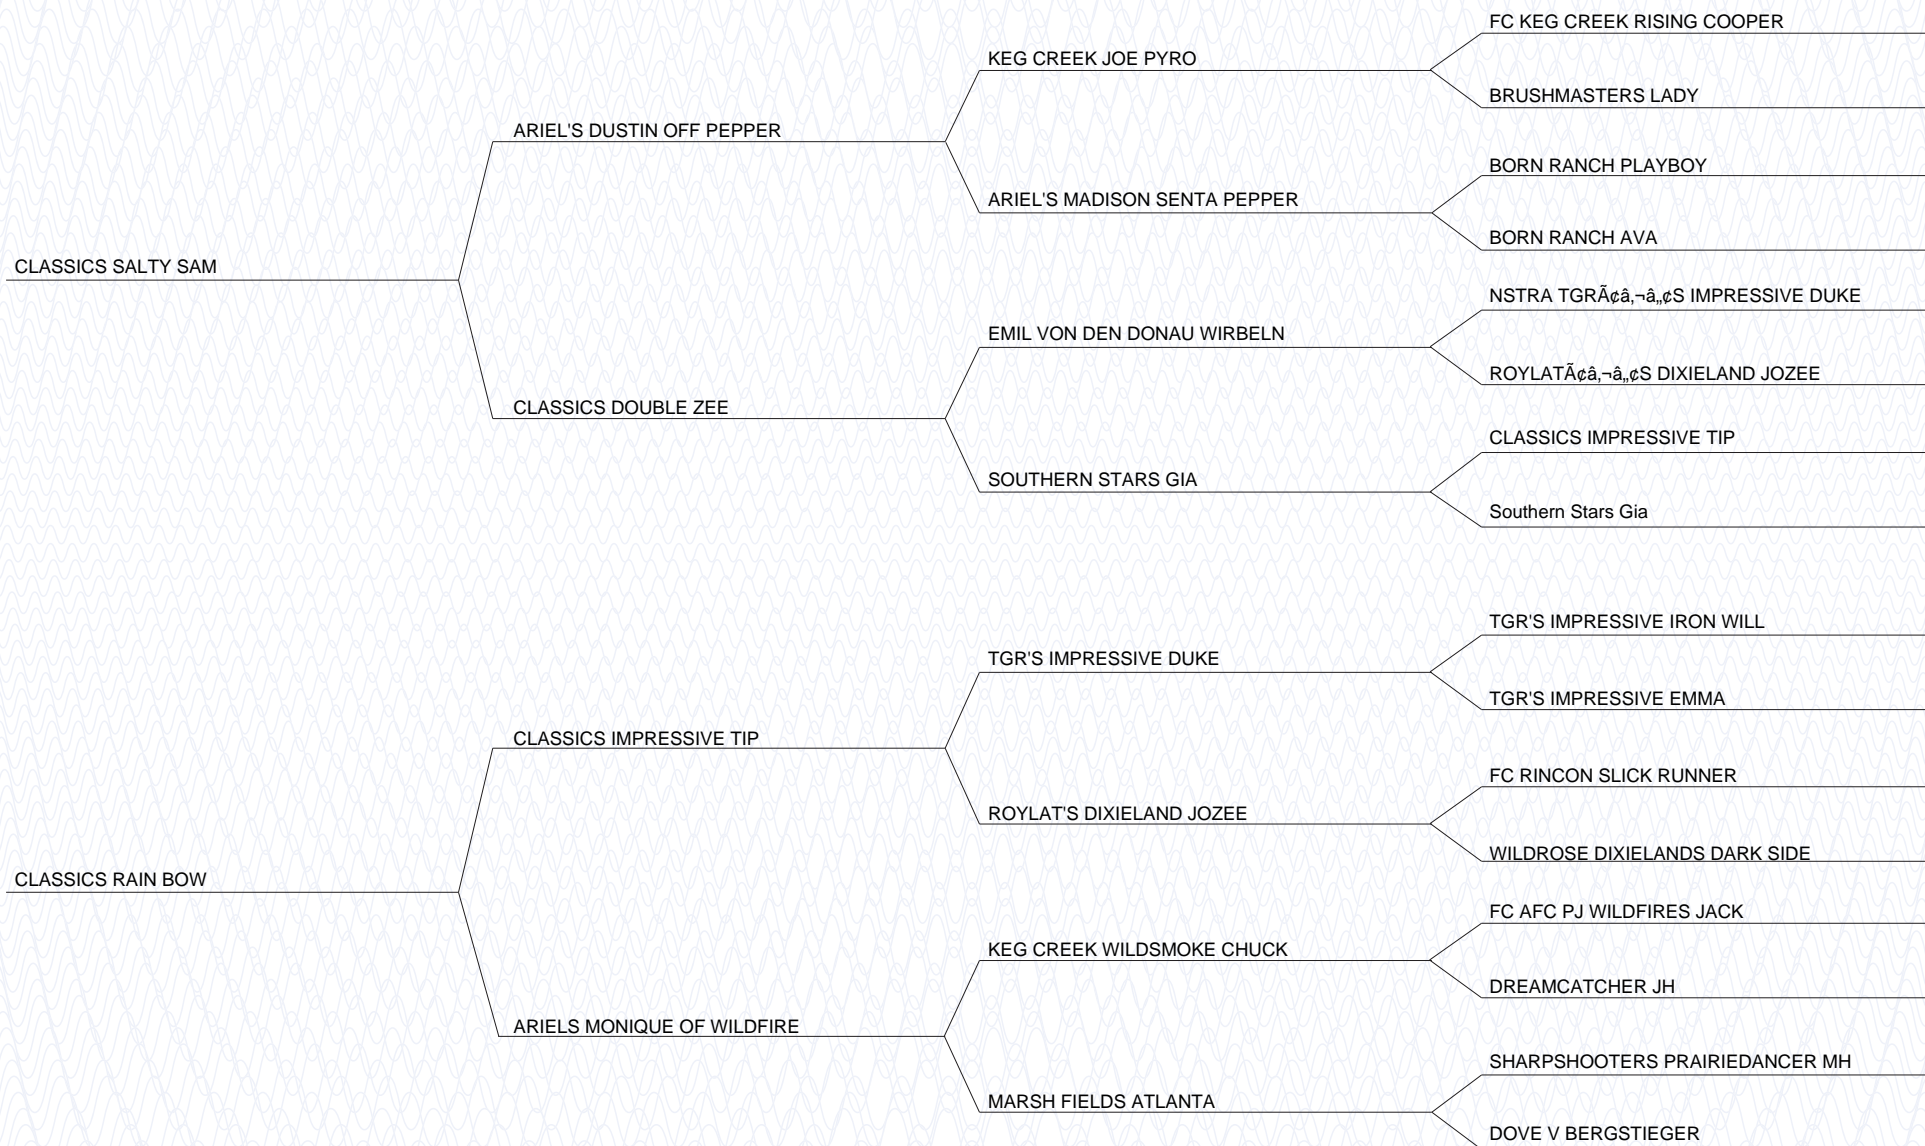 FC KEG CREEK RISING COOPER
KEG CREEK JOE PYRO
BRUSHMASTERS LADY
ARIEL'S DUSTIN OFF PEPPER
BORN RANCH PLAYBOY
ARIEL'S MADISON SENTA PEPPER
BORN RANCH AVA
CLASSICS SALTY SAM
NSTRA TGRÃ¢â‚¬â„¢S IMPRESSIVE DUKE
EMIL VON DEN DONAU WIRBELN
ROYLATÃ¢â‚¬â„¢S DIXIELAND JOZEE
CLASSICS DOUBLE ZEE
CLASSICS IMPRESSIVE TIP
SOUTHERN STARS GIA
Southern Stars Gia
TGR'S IMPRESSIVE IRON WILL
TGR'S IMPRESSIVE DUKE
TGR'S IMPRESSIVE EMMA
CLASSICS IMPRESSIVE TIP
FC RINCON SLICK RUNNER
ROYLAT'S DIXIELAND JOZEE
WILDROSE DIXIELANDS DARK SIDE
CLASSICS RAIN BOW
FC AFC PJ WILDFIRES JACK
KEG CREEK WILDSMOKE CHUCK
DREAMCATCHER JH
ARIELS MONIQUE OF WILDFIRE
SHARPSHOOTERS PRAIRIEDANCER MH
MARSH FIELDS ATLANTA
DOVE V BERGSTIEGER